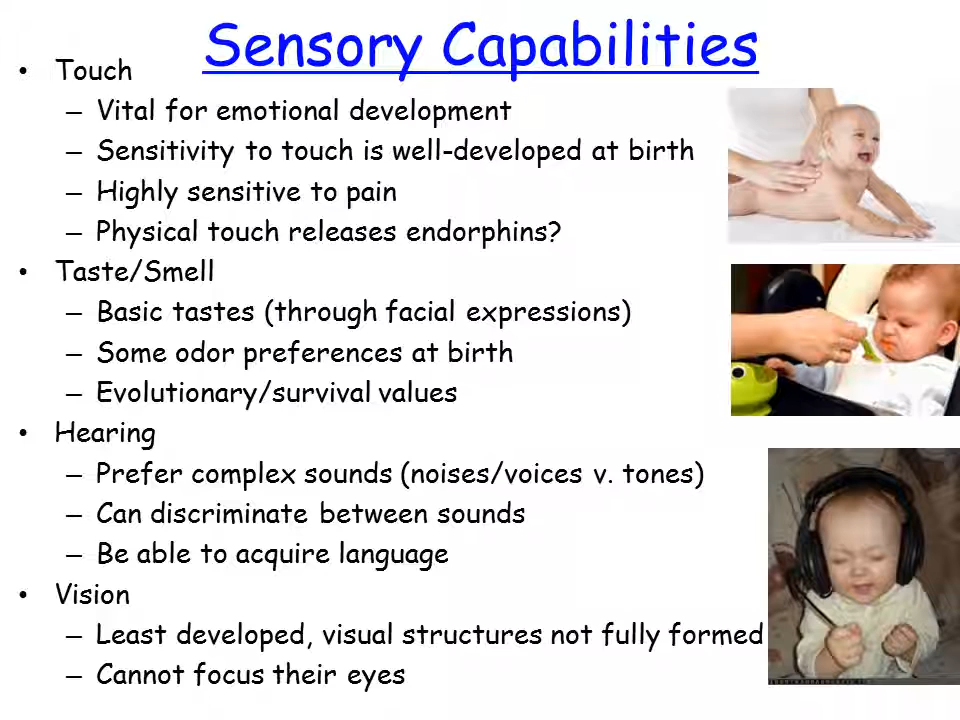 Sensory Capabilities
• Touch
– Vital for emotional development
– Sensitivity to touch is well-developed at birth
– Highly sensitive to pain
– Physical touch releases endorphins?
• Taste/Smell
– Basic tastes (through facial expressions)
– Some odor preferences at birth
– Evolutionary/survival values
• Hearing
– Prefer complex sounds (noises/voices v. tones)
– Can discriminate between sounds
– Be able to acquire language
• Vision
– Least developed, visual structures not fully formed
– Cannot focus their eyes